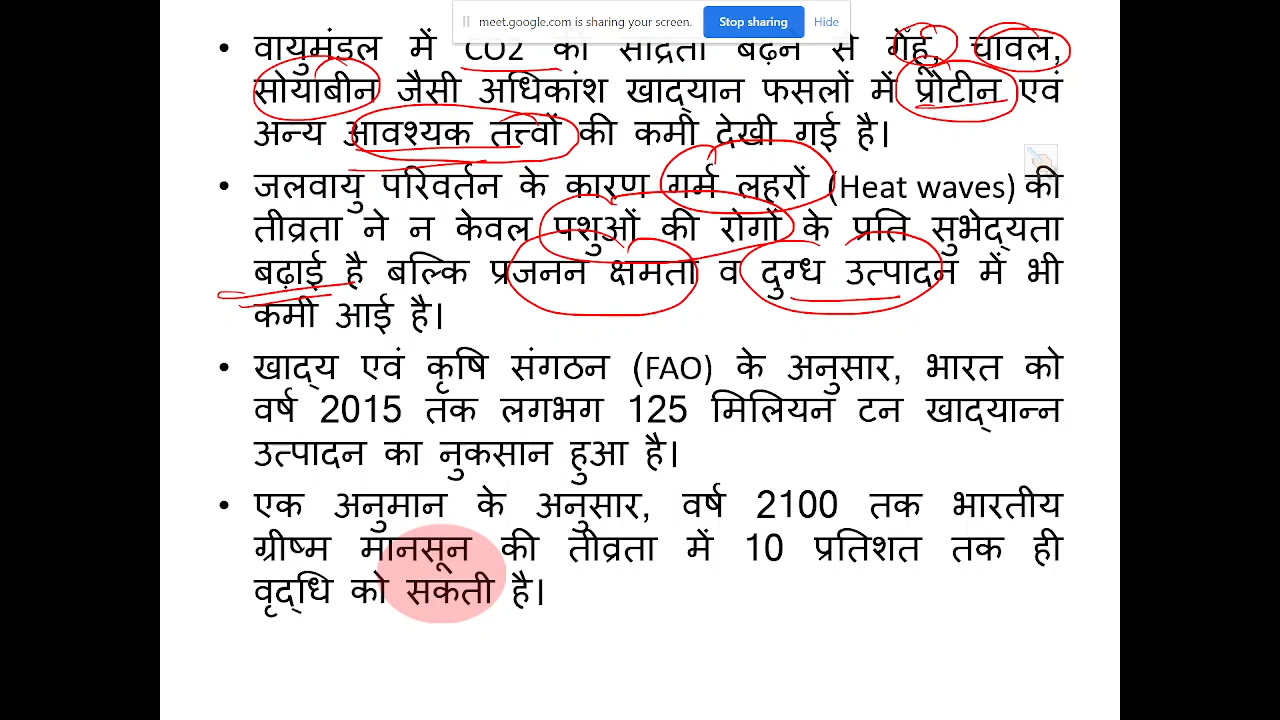 meet.google.com is sharing your screen. Stop sharing Hide
• वायुमंडल में CO2 की सांद्रता बढ़ने से गेंहू, चावल,
सोयाबीन जैसी अधिकांश खाद्यान फसलों में प्रोटीन एवं
अन्य आवश्यक तत्त्वों की कमी देखी गई है।
• जलवायु परिवर्तन के कारण गर्म लहरों (Heat waves) की
तीव्रता ने न केवल पशुओं की रोगों के प्रति सुभेद्यता
बढ़ाई है बल्कि प्रजनन क्षमता व दुग्ध उत्पादन में भी
कमी आई है।
• खाद्य एवं कृषि संगठन (FAO) के अनुसार, भारत को
वर्ष 2015 तक लगभग 125 मिलियन टन खाद्यान्न
उत्पादन का नुकसान हुआ है।
• एक अनुमान के अनुसार, वर्ष 2100 तक भारतीय
ग्रीष्म मानसून की तीव्रता में 10 प्रतिशत तक ही
वृद्धि को सकती है।